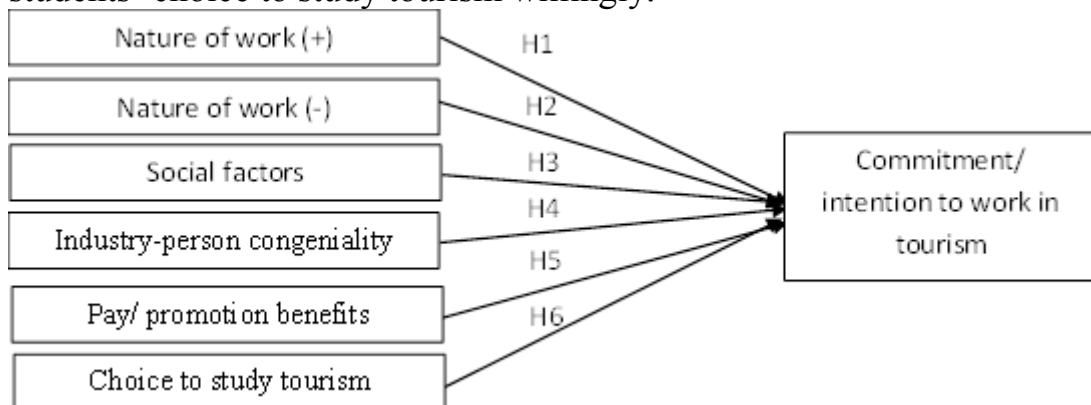 students' choice to study tourism willingly.
Nature of work (+)
H1
Nature of work (-)
H2
Social factors
H3
Commitment/
intention to work in
tourism
H4
Industry-person congeniality
H5
Pay/ promotion benefits
H6
Choice to study tourism